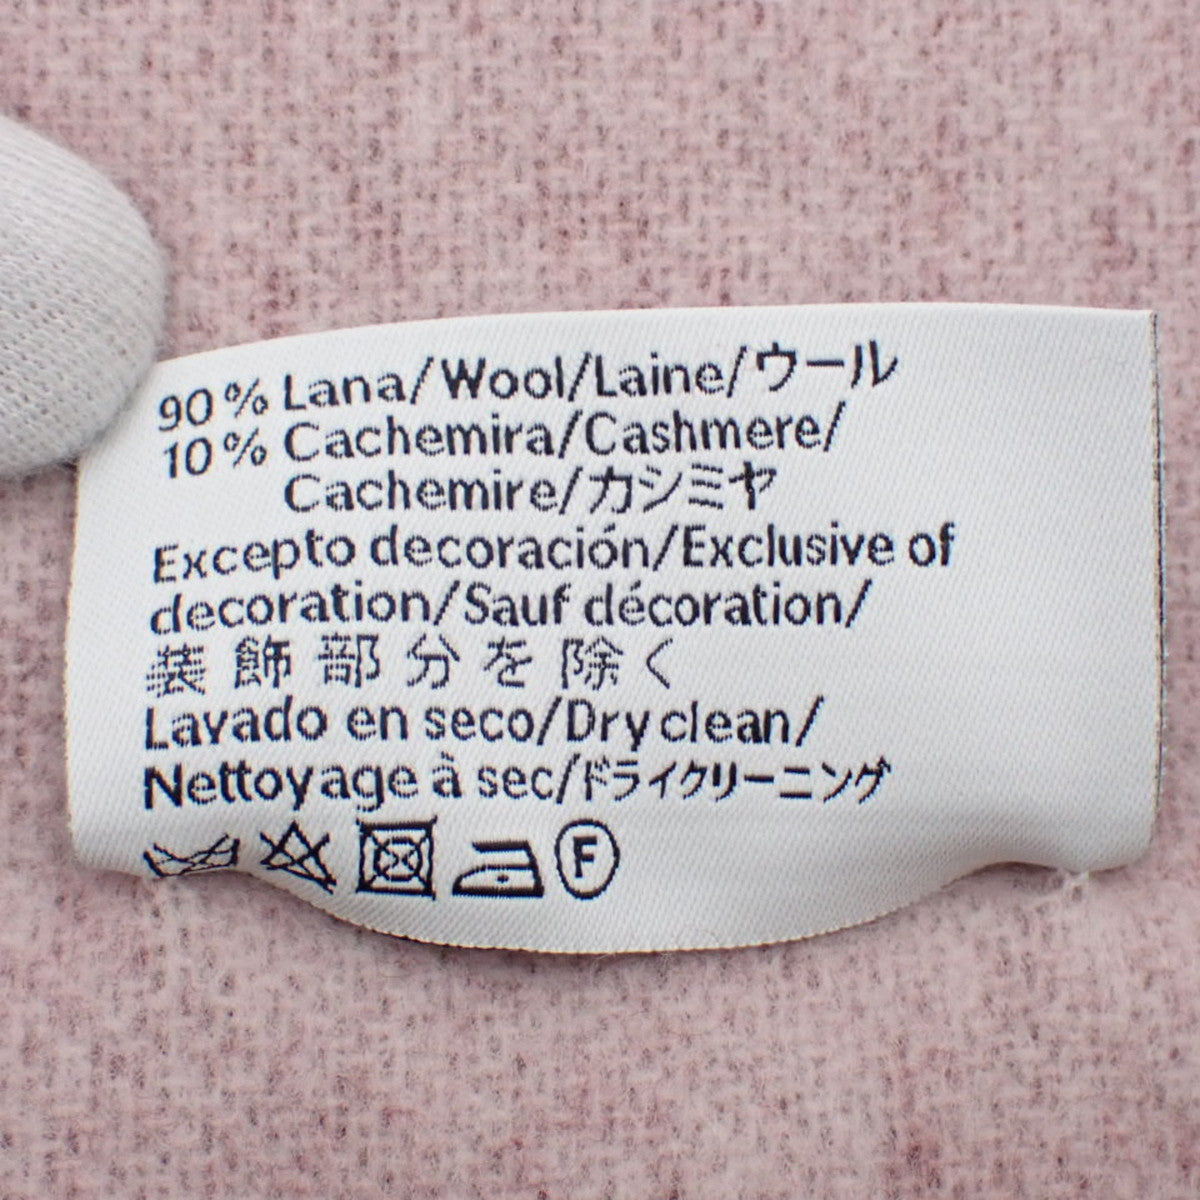 90% Lana/Wool/Laine/ウール
10% Cachemira/Cashmere/
Cachemire/カシミヤ
Excepto decoración/Exclusive of
decoration/Sauf décoration/
装飾部分を除く
Lavado en seco/Dry clean/
Nettoyage à sec/ドライクリーニング
F